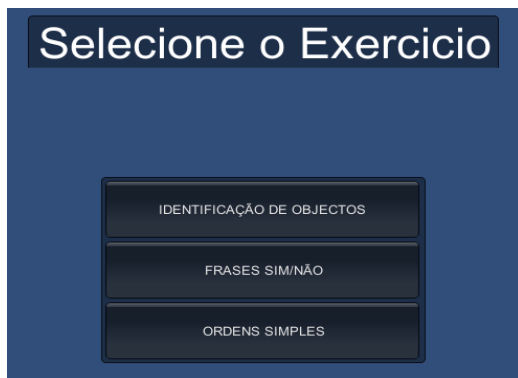 Selecione o Exercicio
IDENTIFICAÇÃO DE OBJECTOS
FRASES SIM/NÃO
ORDENS SIMPLES